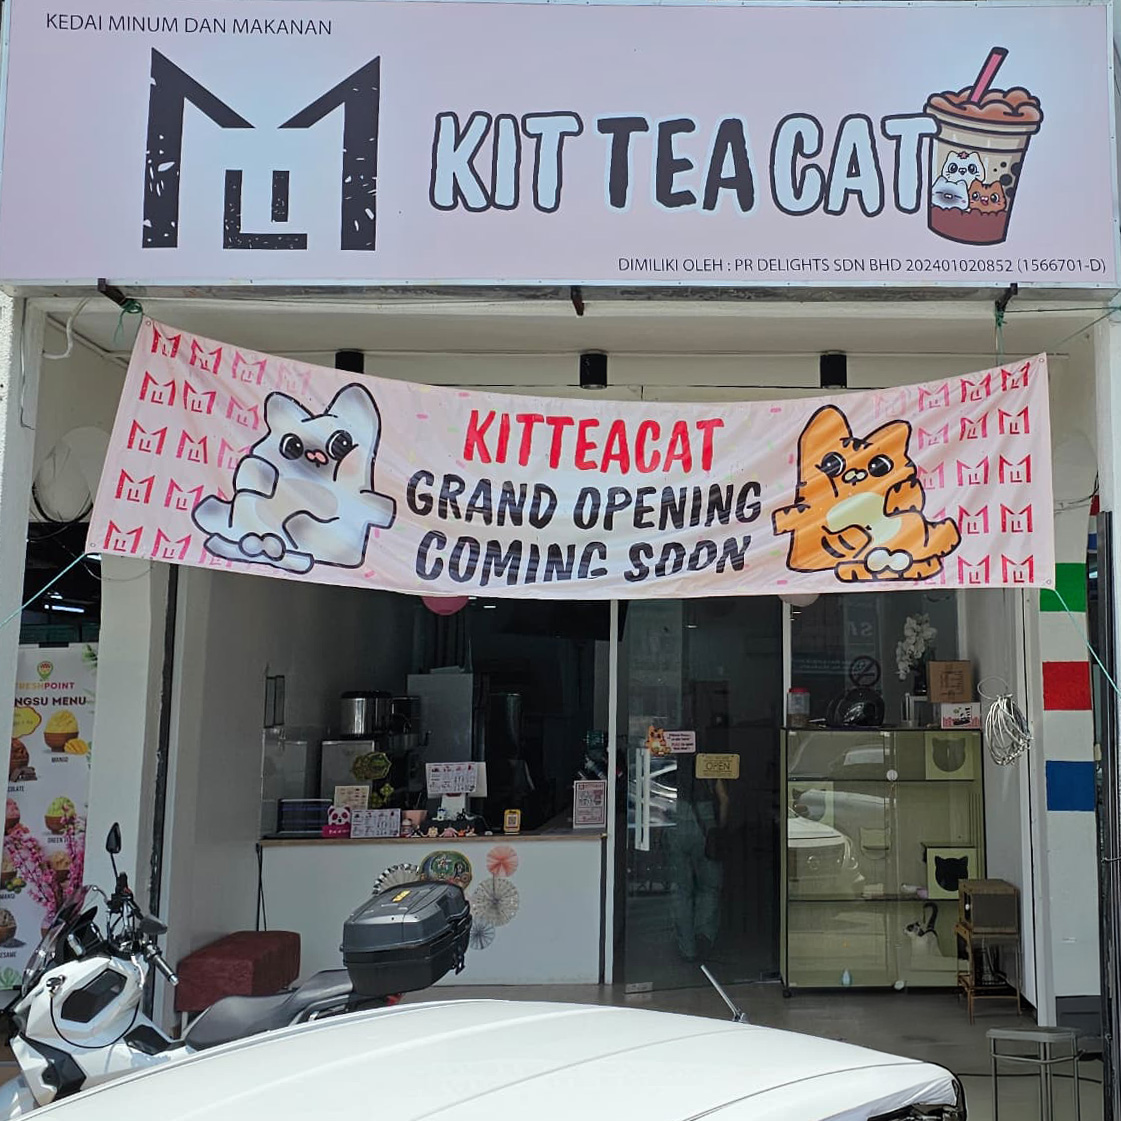 KEDAI MINUM DAN MAKANAN
KIT TEA CAT
DIMILIKI OLEH : PR DELIGHTS SDN BHD 202401020852 (1566701-D)
KITTEACAT
GRAND OPENING
COMING SOON
OPEN